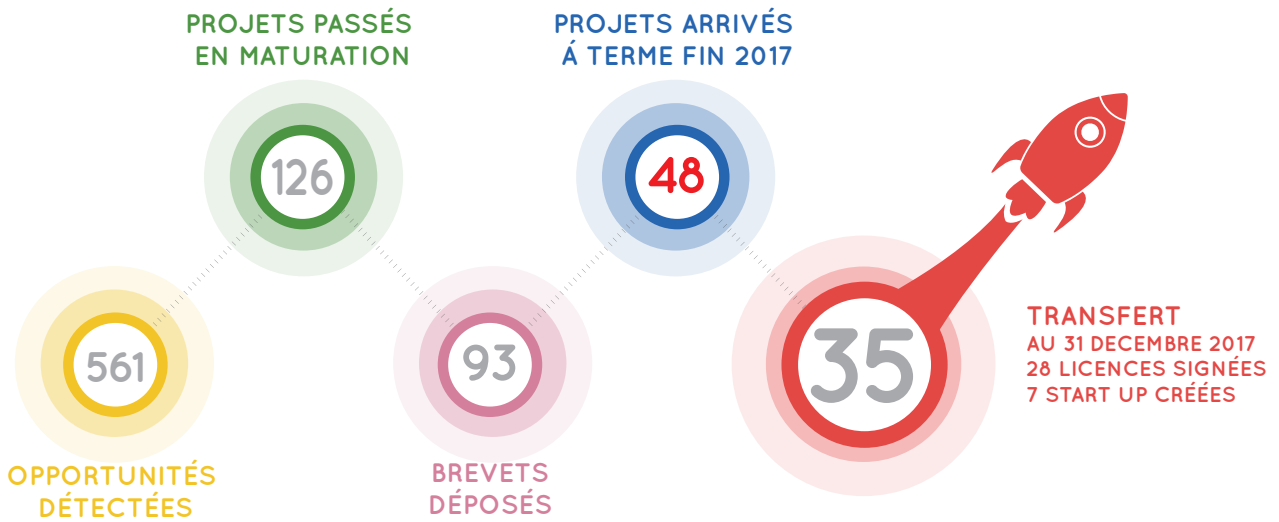 PROJETS PASSÉS
EN MATURATION
126
PROJETS ARRIVÉS
Á TERME FIN 2017
48
561
OPPORTUNITÉS
DÉTECTÉES
93
BREVETS
DÉPOSÉS
35
TRANSFERT
AU 31 DECEMBRE 2017
28 LICENCES SIGNÉES
7 START UP CRÉÉES